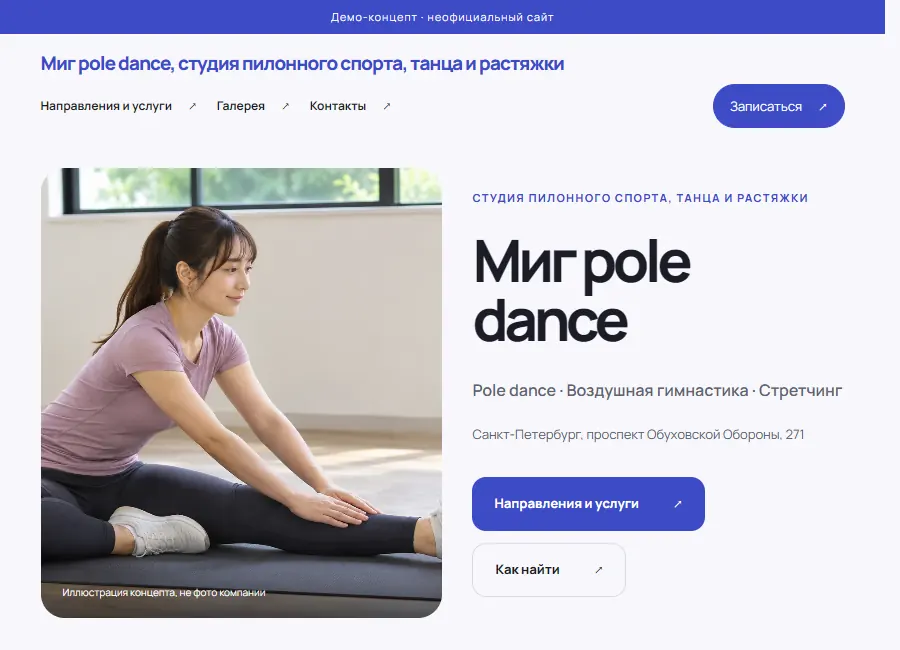 Демо-концепт · неофициальный сайт
Миг pole dance, студия пилонного спорта, танца и растяжки
Направления и услуги ↗ Галерея ↗ Контакты ↗ Записаться ↗
СТУДИЯ ПИЛОННОГО СПОРТА, ТАНЦА И РАСТЯЖКИ
Миг pole
dance
Pole dance · Воздушная гимнастика · Стретчинг
Санкт-Петербург, проспект Обуховской Обороны, 271
Направления и услуги ↗
Как найти ↗
Иллюстрация концепта, не фото компании